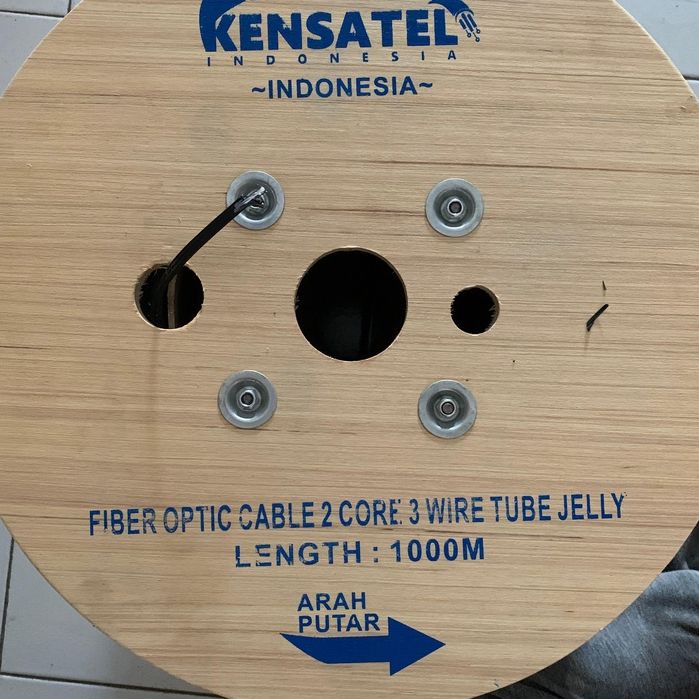 KENSATEL
INDONESIA
~INDONESIA~
FIBER OPTIC CABLE 2 CORE 3 WIRE TUBE JELLY
LENGTH : 1000M
ARAH
PUTAR